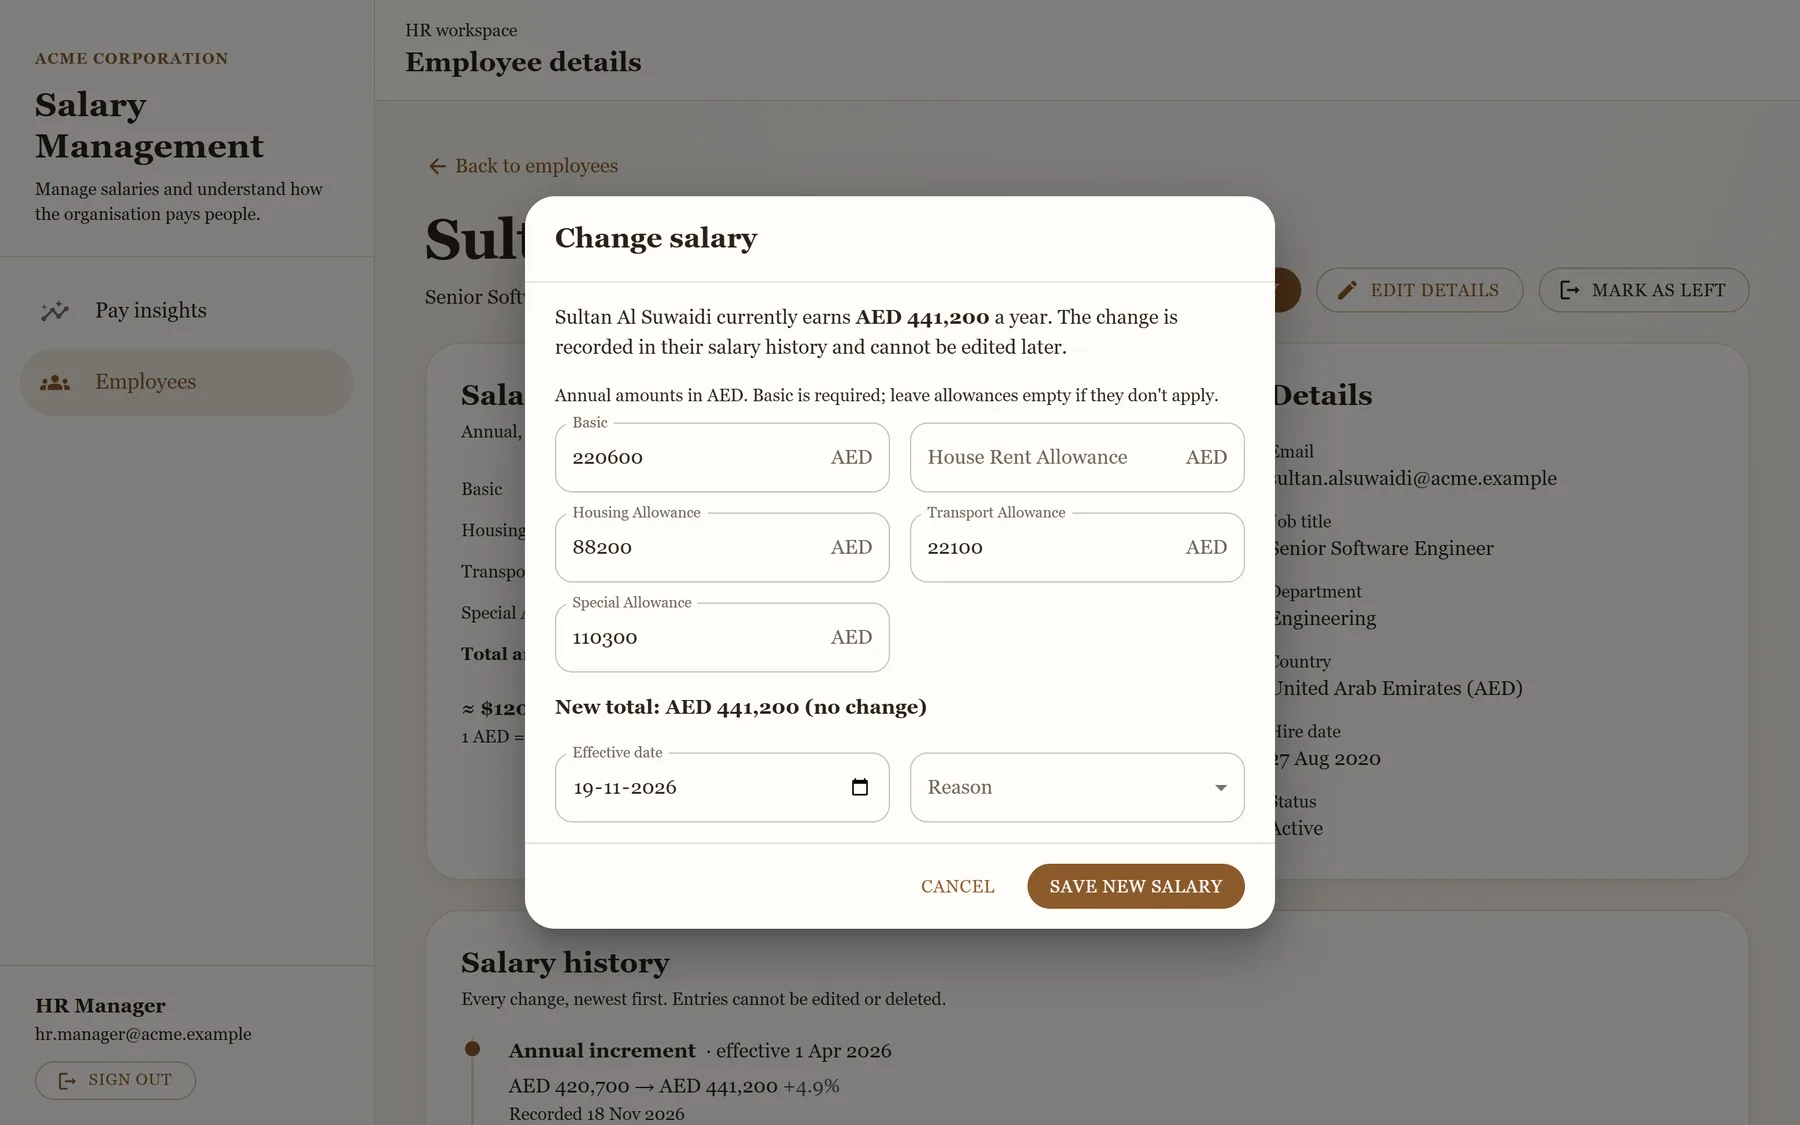 ACME CORPORATION
Salary
Management
Manage salaries and understand how
the organisation pays people.
Pay insights
Employees
HR Manager
hr.manager@acme.example
SIGN OUT
HR workspace
Employee details
Back to employees
Senior
EDIT DETAILS
MARK AS LEFT
Annual,
Basic
Housing
Special
Total
≈
1 AED =
Change salary
Sultan Al Suwaidi currently earns AED 441,200 a year. The change is
recorded in their salary history and cannot be edited later.
Annual amounts in AED. Basic is required; leave allowances empty if they don't apply.
Basic
220600 AED
House Rent Allowance AED
Housing Allowance
88200 AED
Transport Allowance
22100 AED
Special Allowance
110300 AED
New total: AED 441,200 (no change)
Effective date
19-11-2026
Reason
CANCEL
SAVE NEW SALARY
Details
Email
sultan.alsuwaidi@acme.example
Job title
Senior Software Engineer
Department
Engineering
Country
United Arab Emirates (AED)
Hire date
27 Aug 2020
Status
Active
Salary history
Every change, newest first. Entries cannot be edited or deleted.
Annual increment · effective 1 Apr 2026
AED 420,700 → AED 441,200 +4.9%
Recorded 18 Nov 2026